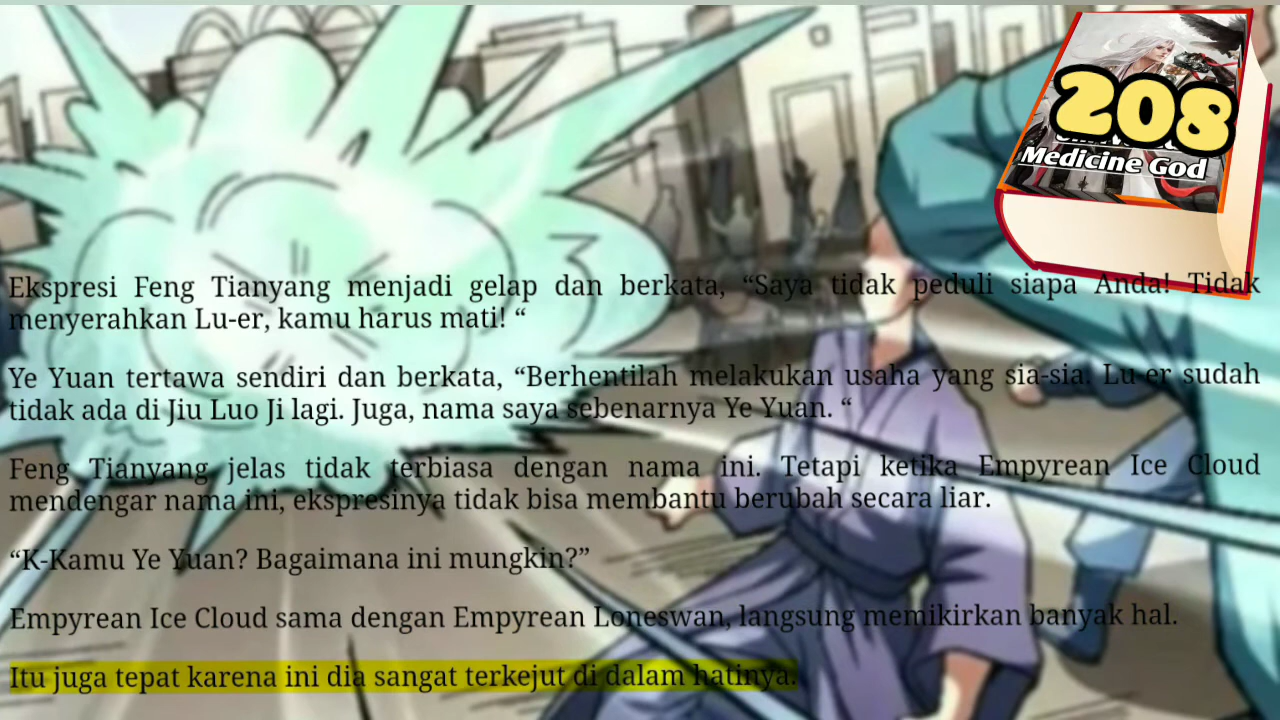 208
Medicine God
Ekspresi Feng Tianyang menjadi gelap dan berkata, “Saya tidak peduli siapa Anda! Tidak
menyerahkan Lu-er, kamu harus mati! “
Ye Yuan tertawa sendiri dan berkata, “Berhentilah melakukan usaha yang sia-sia. Lu-er sudah
tidak ada di Jiu Luo Ji lagi. Juga, nama saya sebenarnya Ye Yuan. “
Feng Tianyang jelas tidak terbiasa dengan nama ini. Tetapi ketika Empyrean Ice Cloud
mendengar nama ini, ekspresinya tidak bisa membantu berubah secara liar.
“K-Kamu Ye Yuan? Bagaimana ini mungkin?”
Empyrean Ice Cloud sama dengan Empyrean Loneswan, langsung memikirkan banyak hal.
Itu juga tepat karena ini dia sangat terkejut di dalam hatinya.